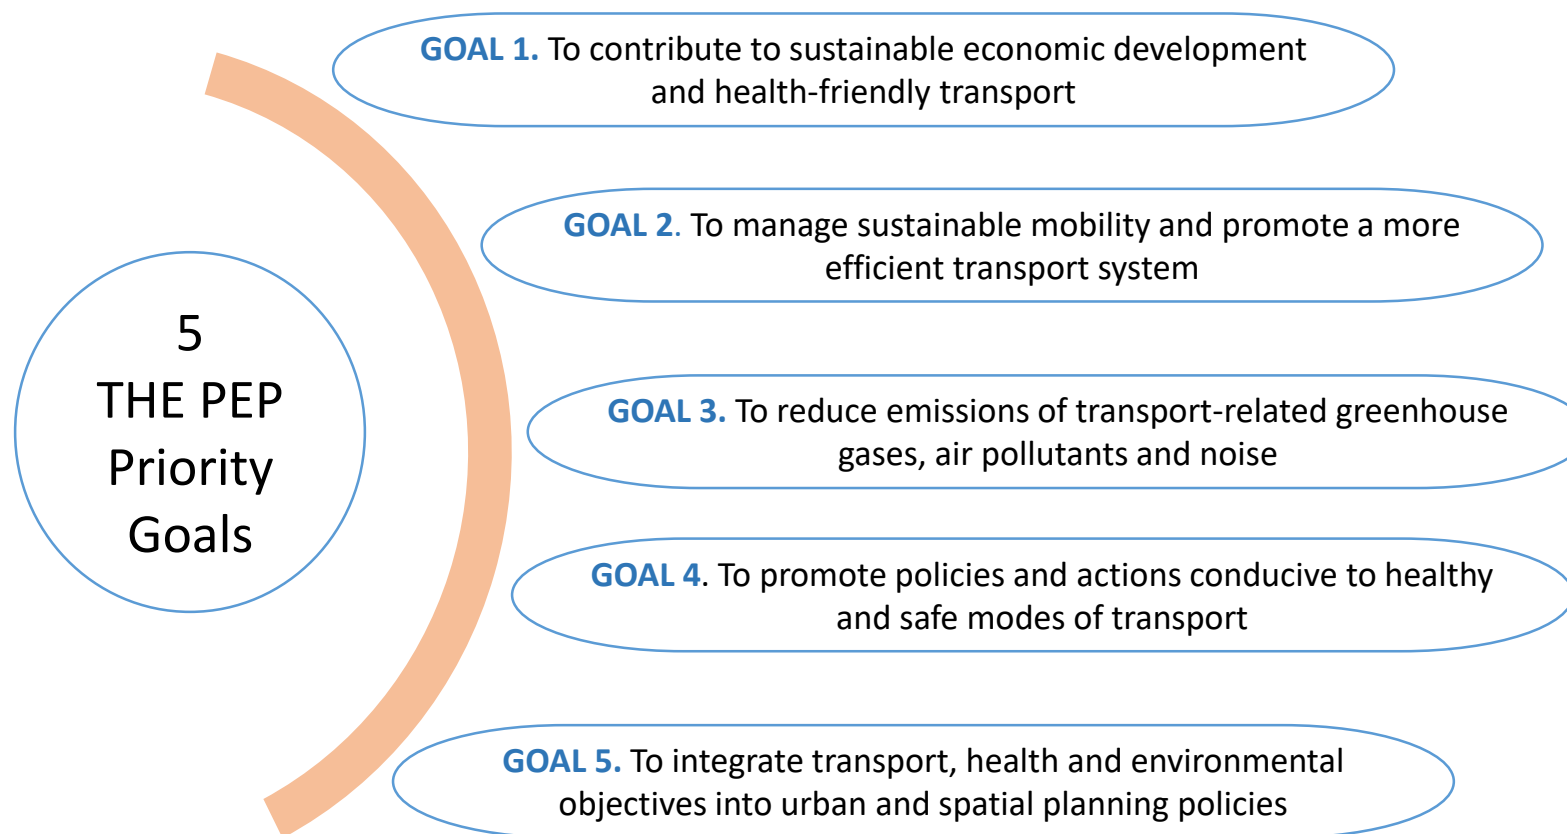 GOAL 1. To contribute to sustainable economic development
and health-friendly transport
GOAL 2. To manage sustainable mobility and promote a more
efficient transport system
5
THE PEP
Priority
Goals
GOAL 3. To reduce emissions of transport-related greenhouse
gases, air pollutants and noise
GOAL 4. To promote policies and actions conducive to healthy
and safe modes of transport
GOAL 5. To integrate transport, health and environmental
objectives into urban and spatial planning policies